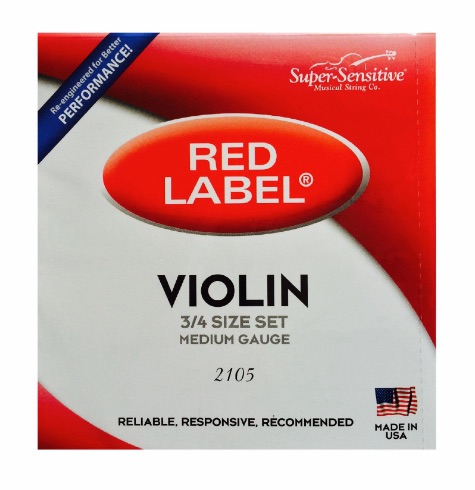 Re-engineered for Better
PERFORMANCE!
Super-Sensitive®
Musical String Co.
RED
LABEL®
VIOLIN
3/4 SIZE SET
MEDIUM GAUGE
2105
RELIABLE, RESPONSIVE, RECOMMENDED
MADE IN
USA